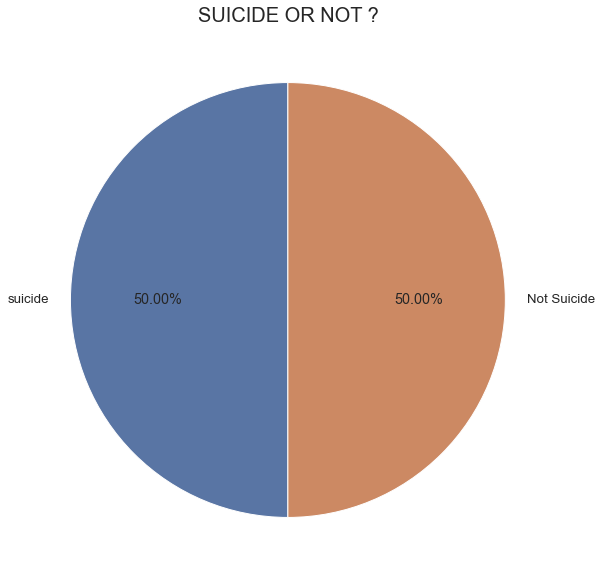 SUICIDE OR NOT ?
suicide
50.00%
50.00%
Not Suicide